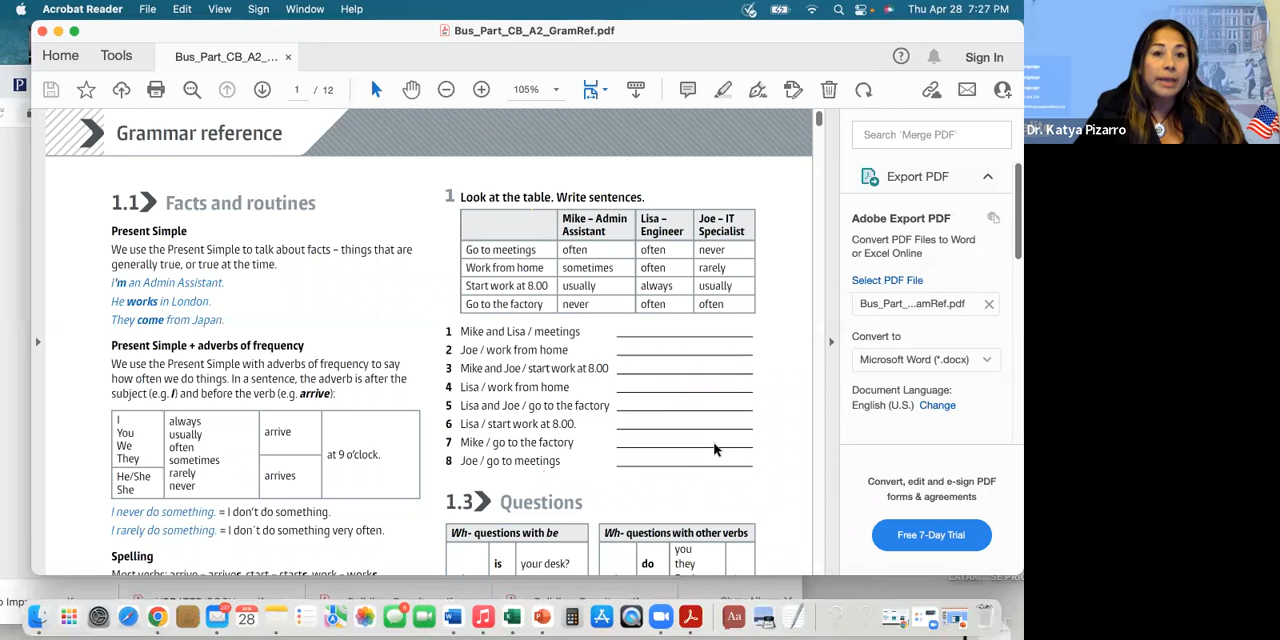 Acrobat Reader File Edit View Sign Window Help Thu Apr 28 7:27 PM
Bus_Part_CB_A2_GramRef.pdf
Home Tools Bus_Part_CB_A2_... × Sign In
1 / 12 105%
Grammar reference
1.1 Facts and routines
Present Simple
We use the Present Simple to talk about facts – things that are
generally true, or true at the time.
I'm an Admin Assistant.
He works in London.
They come from Japan.
Present Simple + adverbs of frequency
We use the Present Simple with adverbs of frequency to say
how often we do things. In a sentence, the adverb is after the
subject (e.g. I) and before the verb (e.g. arrive):
I
You
We
They
He/She
She
always
usually
often
sometimes
rarely
never
arrive
arrives
at 9 o'clock.
I never do something. = I don't do something.
I rarely do something. = I don't do something very often.
Spelling
Most verbs: arrive – arrives, start – starts, work – works
1 Look at the table. Write sentences.
Mike – Admin Assistant Lisa – Engineer Joe – IT Specialist
Go to meetings often often never
Work from home sometimes often rarely
Start work at 8.00 usually always usually
Go to the factory never often often
1 Mike and Lisa / meetings
2 Joe / work from home
3 Mike and Joe / start work at 8.00
4 Lisa / work from home
5 Lisa and Joe / go to the factory
6 Lisa / start work at 8.00.
7 Mike / go to the factory
8 Joe / go to meetings
1.3 Questions
Wh- questions with be
is your desk?
Wh- questions with other verbs
do you
they
Search 'Merge PDF'
Export PDF
Adobe Export PDF
Convert PDF Files to Word
or Excel Online
Select PDF File
Bus_Part_...amRef.pdf
Convert to
Microsoft Word (*.docx)
Document Language:
English (U.S.) Change
Convert, edit and e-sign PDF
forms & agreements
Free 7-Day Trial
Dr. Katya Pizarro